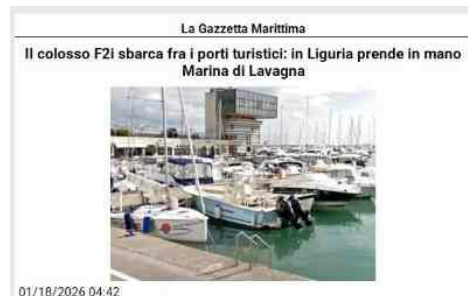 La Gazzetta Marittima
Il colosso F2i sbarca fra i porti turistici: in Liguria prende in mano
Marina di Lavagna
01/18/2026 04:42